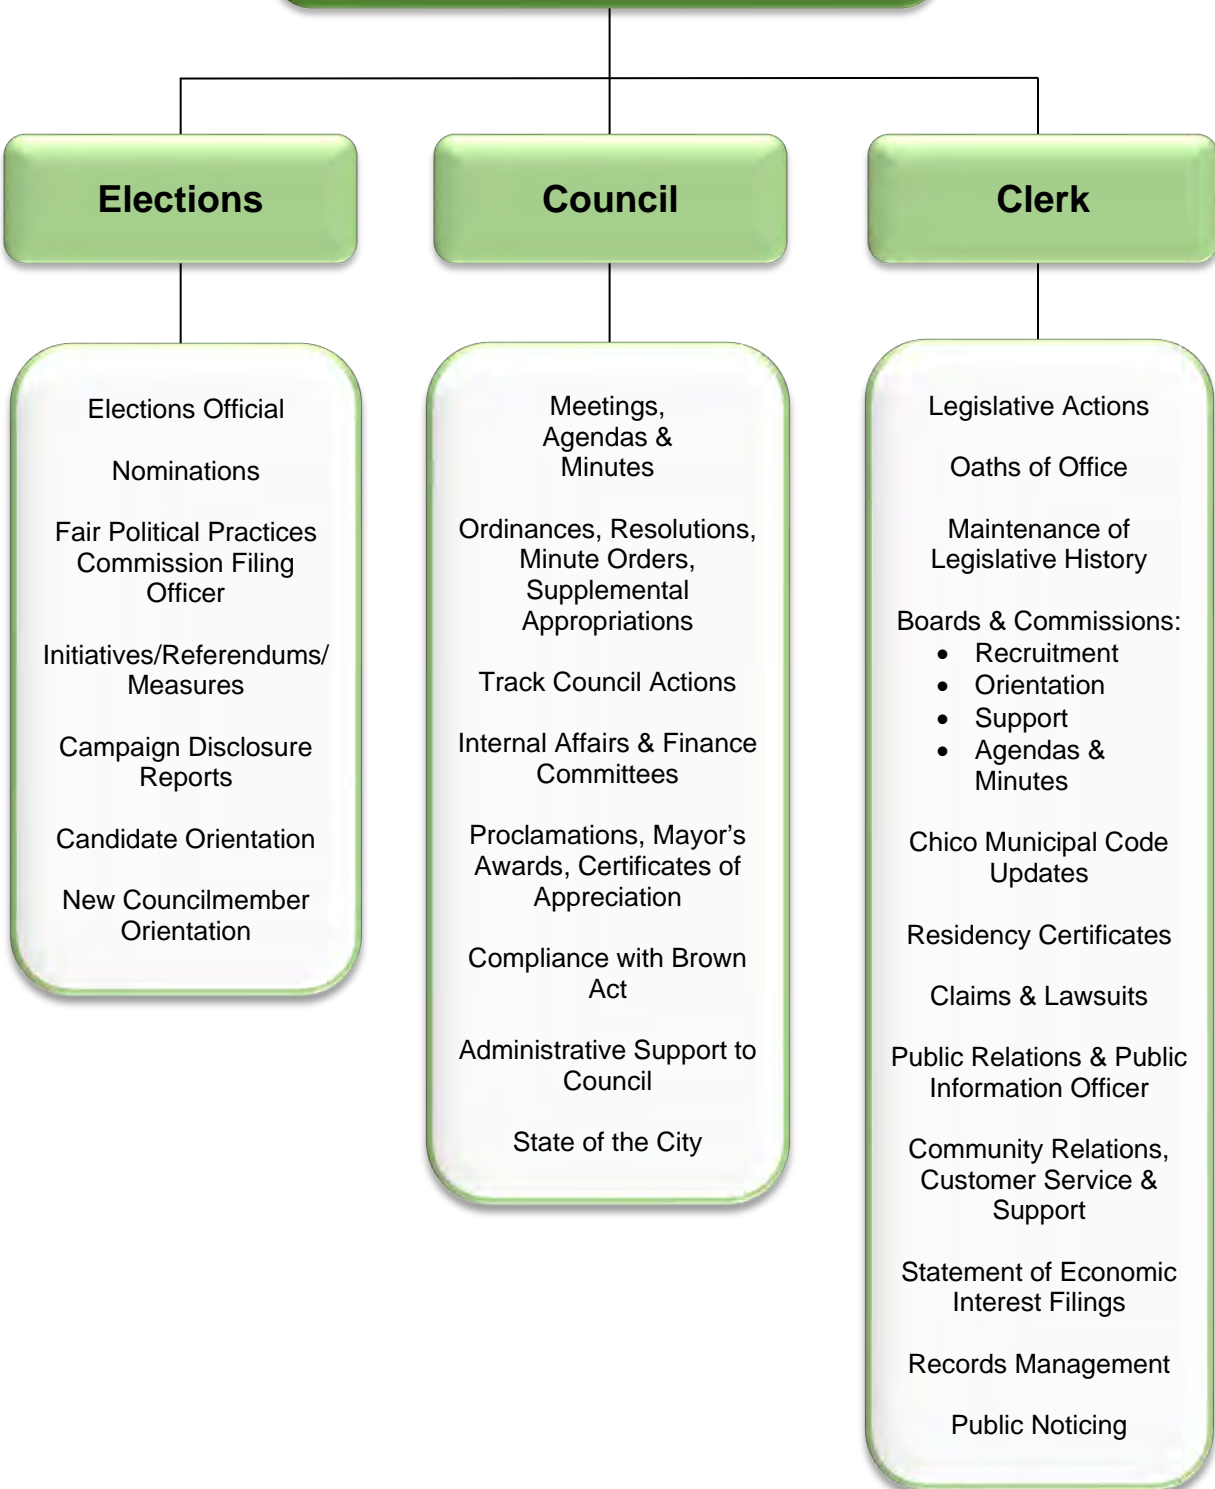 Elections
Council
Clerk
Elections Official
Nominations
Fair Political Practices
Commission Filing
Officer
Initiatives/Referendums/
Measures
Campaign Disclosure
Reports
Candidate Orientation
New Councilmember
Orientation
Meetings,
Agendas &
Minutes
Ordinances, Resolutions,
Minute Orders,
Supplemental
Appropriations
Track Council Actions
Internal Affairs & Finance
Committees
Proclamations, Mayor’s
Awards, Certificates of
Appreciation
Compliance with Brown
Act
Administrative Support to
Council
State of the City
Legislative Actions
Oaths of Office
Maintenance of
Legislative History
Boards & Commissions:
• Recruitment
• Orientation
• Support
• Agendas &
Minutes
Chico Municipal Code
Updates
Residency Certificates
Claims & Lawsuits
Public Relations & Public
Information Officer
Community Relations,
Customer Service &
Support
Statement of Economic
Interest Filings
Records Management
Public Noticing